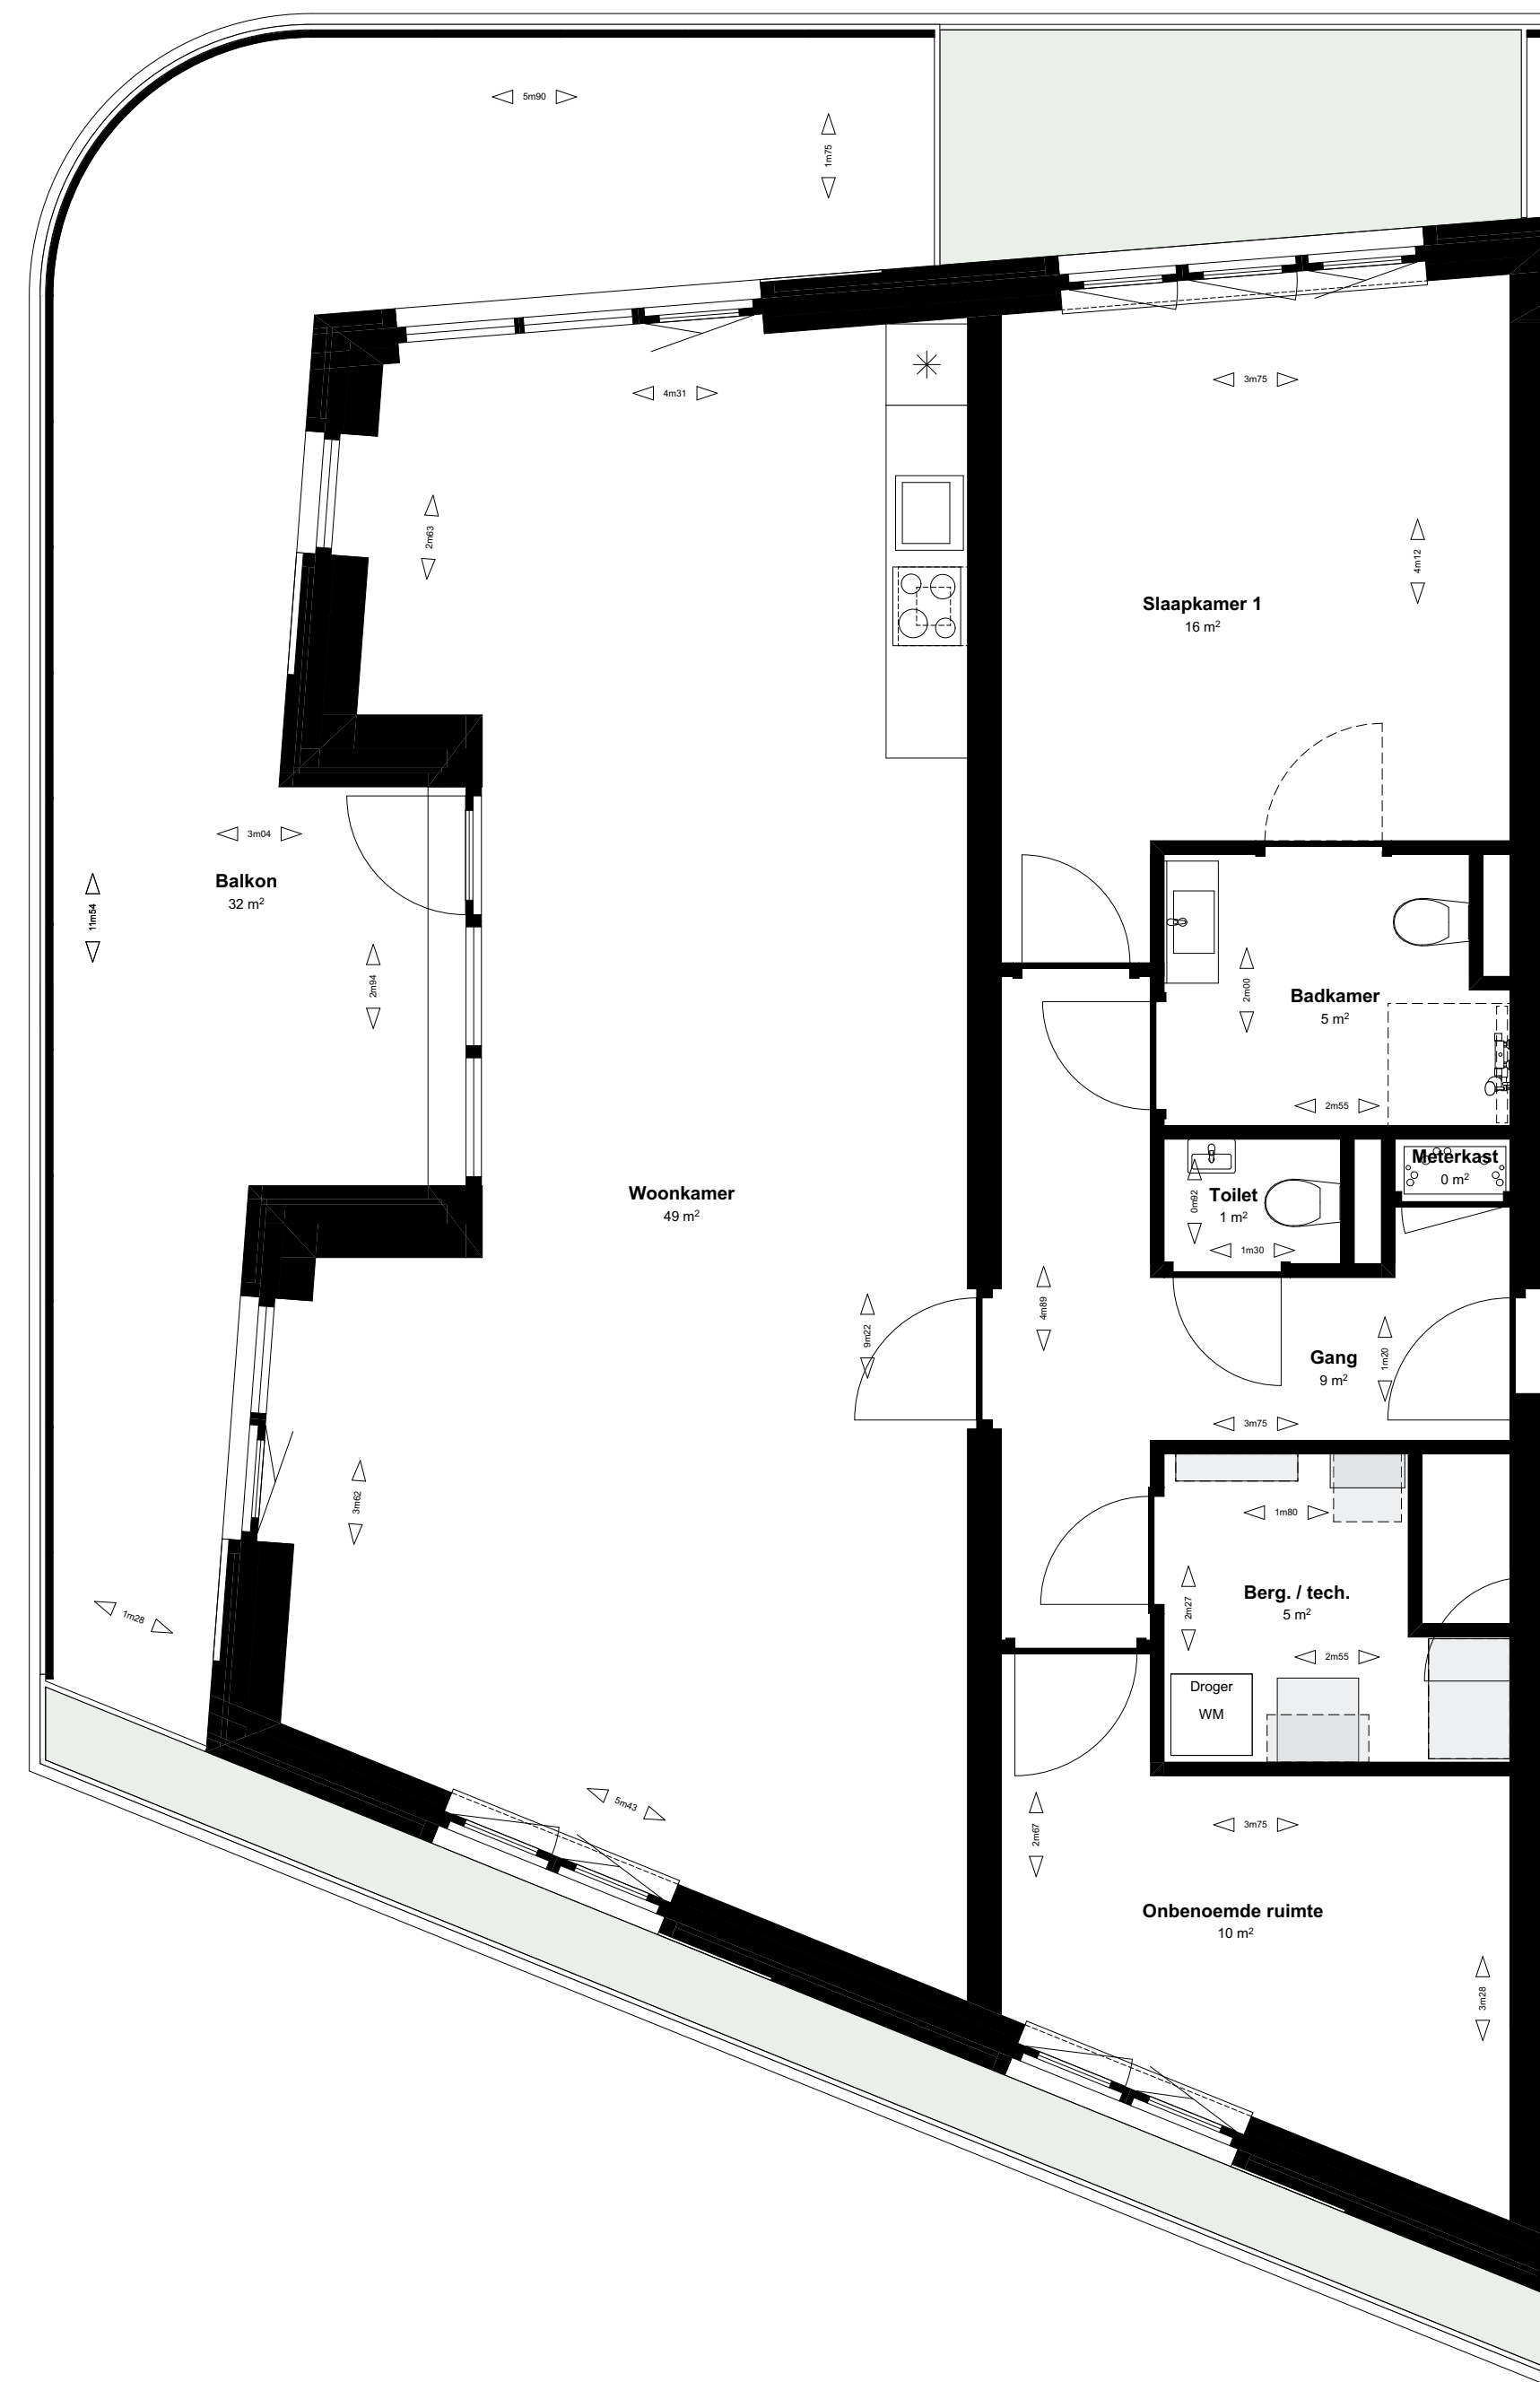 5m90
1m75
4m31
3m75
2m63
4m12
Slaapkamer 1
16 m²
3m04
Balkon
32 m²
11m54
2m94
2m00
Badkamer
5 m²
2m55
Meterkast
0 m²
Woonkamer
49 m²
0m92
Toilet
1 m²
1m30
9m22
4m89
Gang
9 m²
1m20
3m75
3m62
1m80
Berg. / tech.
5 m²
2m27
1m28
2m55
Droger
WM
5m43
2m67
3m75
Onbenoemde ruimte
10 m²
3m28